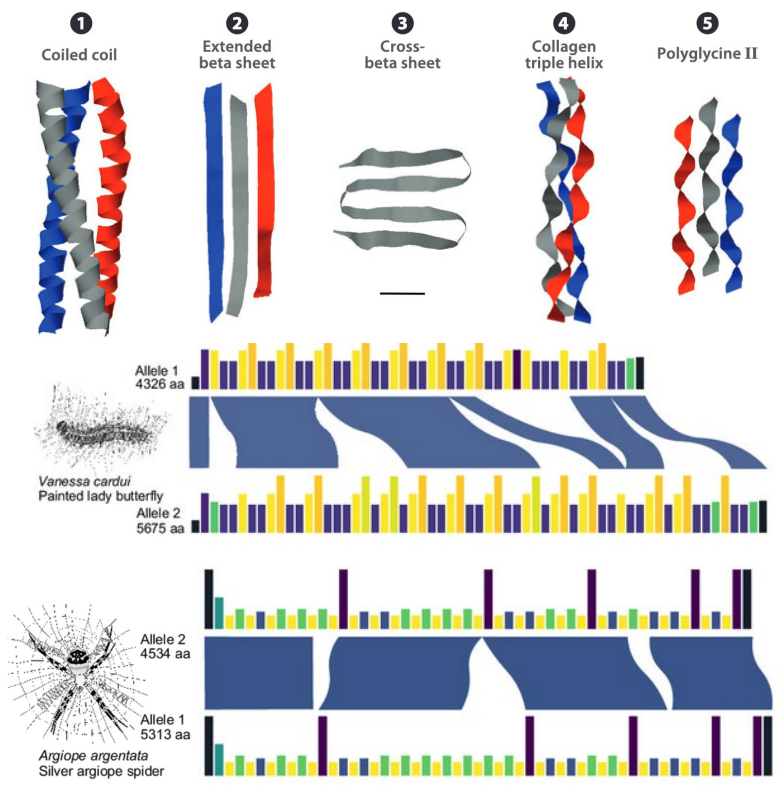 1
Coiled coil
2
Extended
beta sheet
3
Cross-
beta sheet
4
Collagen
triple helix
5
Polyglycine II
Allele 1
4326 aa
Vanessa cardui
Painted lady butterfly
Allele 2
5675 aa
Allele 2
4534 aa
Allele 1
5313 aa
Argiope argentata
Silver argiope spider